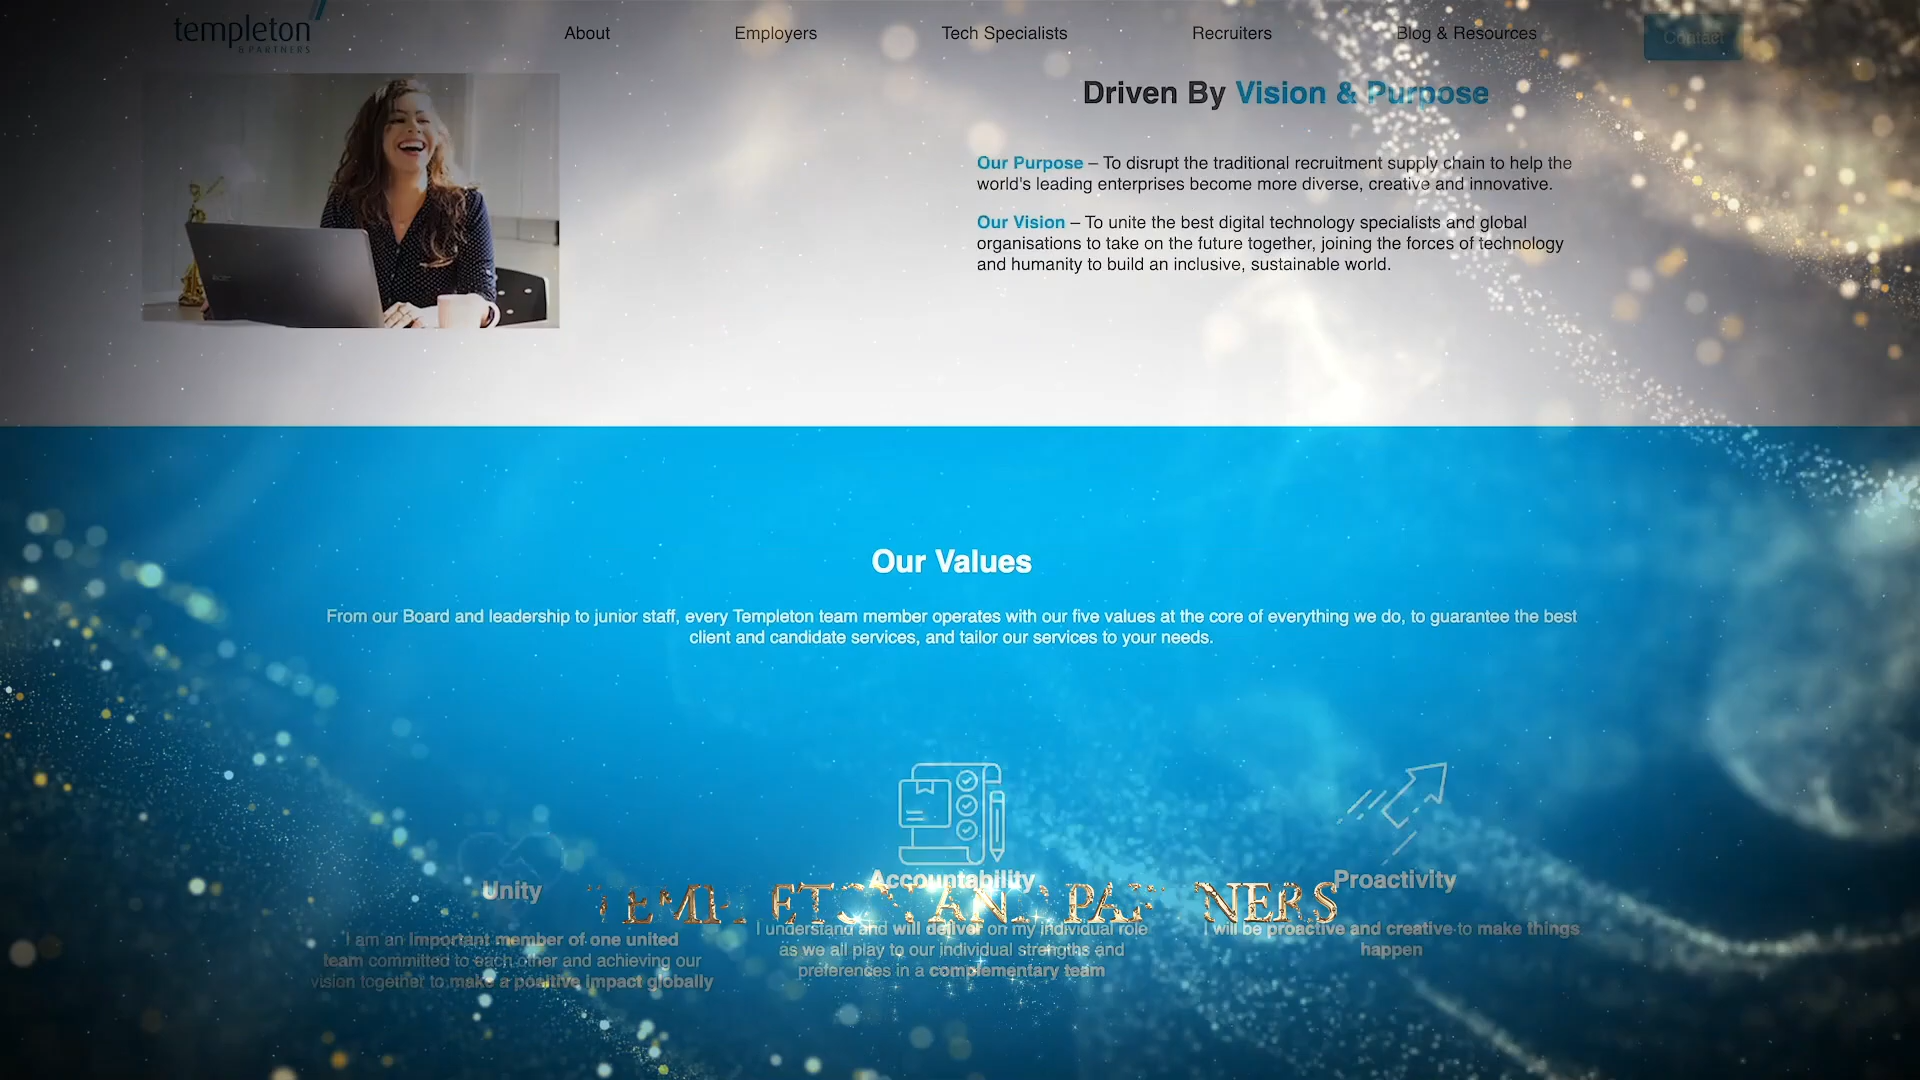 templeton
& PARTNERS
About
Employers
Tech Specialists
Recruiters
Blog & Resources
Contact
Driven By Vision & Purpose
Our Purpose – To disrupt the traditional recruitment supply chain to help the
world's leading enterprises become more diverse, creative and innovative.
Our Vision – To unite the best digital technology specialists and global
organisations to take on the future together, joining the forces of technology
and humanity to build an inclusive, sustainable world.
Our Values
From our Board and leadership to junior staff, every Templeton team member operates with our five values at the core of everything we do, to guarantee the best
client and candidate services, and tailor our services to your needs.
Unity
I am an important member of one united
team committed to each other and achieving our
vision together to make a positive impact globally
Accountability
I understand and will deliver on my individual role
as we all play to our individual strengths and
preferences in a complementary team
Proactivity
I will be proactive and creative to make things
happen
TEMPLETON AND PARTNERS